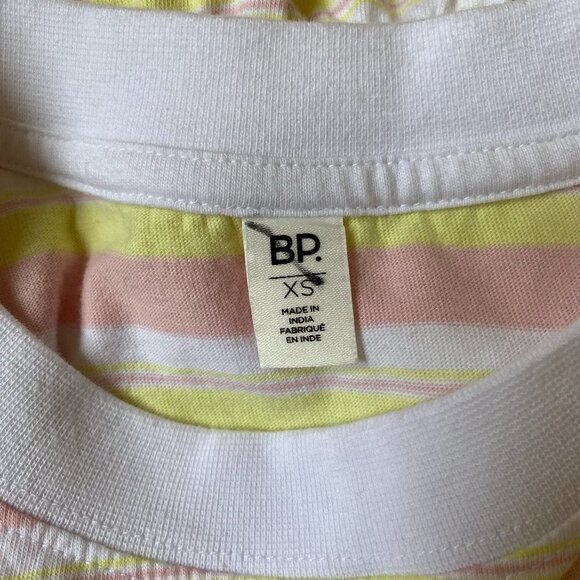 BP.
XS
MADE IN
INDIA
FABRIQUÉ
EN INDE